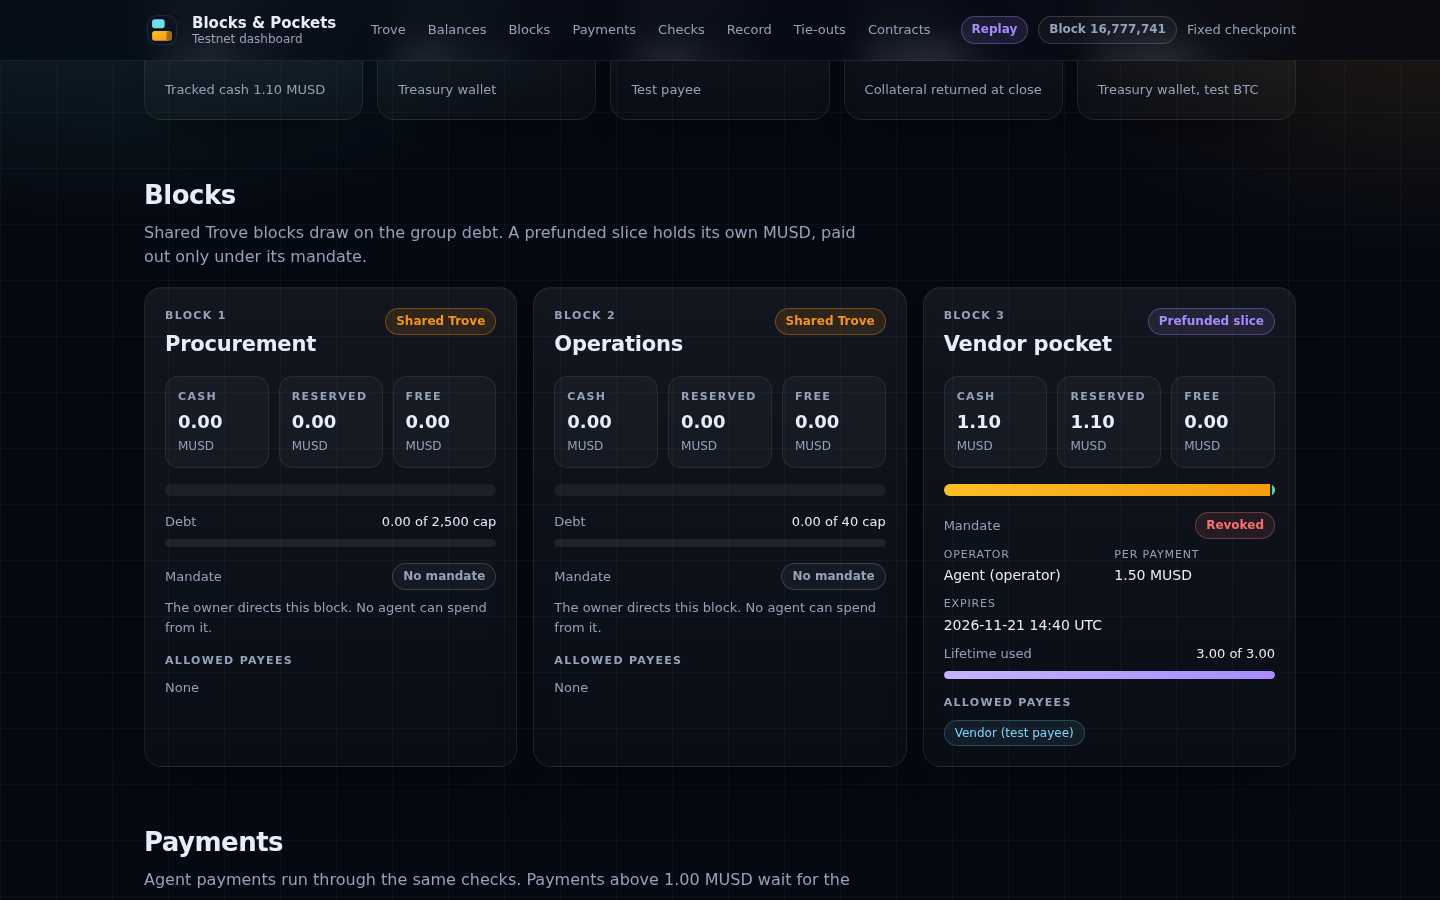 Blocks & Pockets
Testnet dashboard
Trove Balances Blocks Payments Checks Record Tie-outs Contracts
Replay
Block 16,777,741
Fixed checkpoint
Tracked cash 1.10 MUSD
Treasury wallet
Test payee
Collateral returned at close
Treasury wallet, test BTC
Blocks
Shared Trove blocks draw on the group debt. A prefunded slice holds its own MUSD, paid
out only under its mandate.
BLOCK 1
Shared Trove
Procurement
CASH
0.00
MUSD
RESERVED
0.00
MUSD
FREE
0.00
MUSD
Debt
0.00 of 2,500 cap
Mandate
No mandate
The owner directs this block. No agent can spend
from it.
ALLOWED PAYEES
None
BLOCK 2
Shared Trove
Operations
CASH
0.00
MUSD
RESERVED
0.00
MUSD
FREE
0.00
MUSD
Debt
0.00 of 40 cap
Mandate
No mandate
The owner directs this block. No agent can spend
from it.
ALLOWED PAYEES
None
BLOCK 3
Prefunded slice
Vendor pocket
CASH
1.10
MUSD
RESERVED
1.10
MUSD
FREE
0.00
MUSD
Mandate
Revoked
OPERATOR
Agent (operator)
PER PAYMENT
1.50 MUSD
EXPIRES
2026-11-21 14:40 UTC
Lifetime used
3.00 of 3.00
ALLOWED PAYEES
Vendor (test payee)
Payments
Agent payments run through the same checks. Payments above 1.00 MUSD wait for the